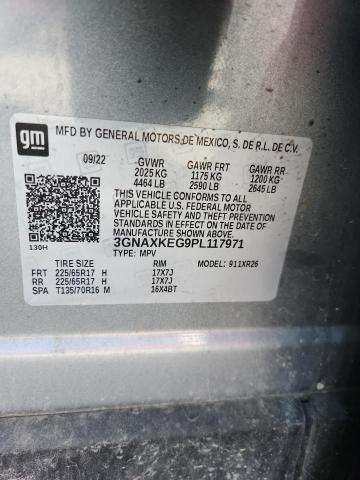 gm
MFD BY GENERAL MOTORS DE MEXICO, S. DE R.L. DE C.V.
09/22 GVWR GAWR FRT GAWR RR
2025 KG 1175 KG 1200 KG
4464 LB 2590 LB 2645 LB
THIS VEHICLE CONFORMS TO ALL
APPLICABLE U.S. FEDERAL MOTOR
VEHICLE SAFETY, BUMPER, AND THEFT
PREVENTION STANDARDS IN EFFECT ON
THE DATE OF MANUFACTURE SHOWN ABOVE.
3GNAXKEG9PL117971
130H TYPE: MPV
TIRE SIZE RIM MODEL: 911XR26
FRT 225/65R17 H 17X7J
RR 225/65R17 H 17X7J
SPA T135/70R16 M 16X4BT